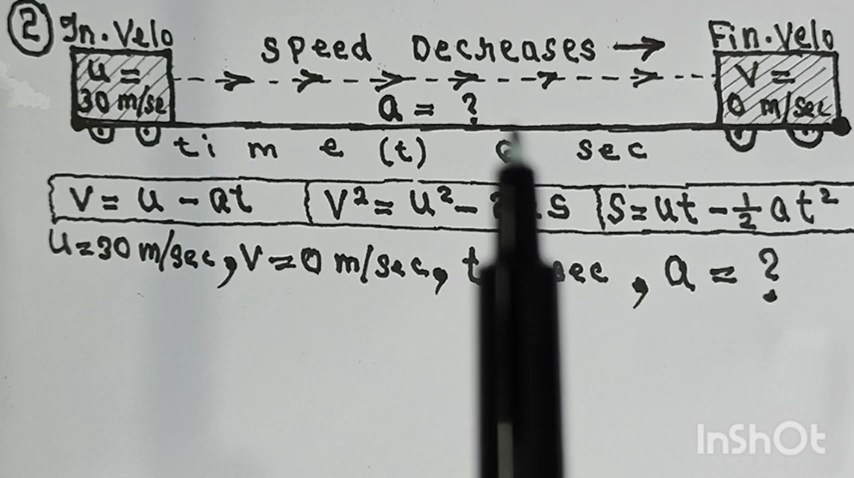 2 In. Velo Speed Decreases → Fin. Velo
u = 30 m/sec a = ? v = 0 m/sec
time (t) sec
V = u - at V² = u² - .S S = ut - ½ at²
u = 30 m/sec, V = 0 m/sec, t sec, a = ?
InShOt